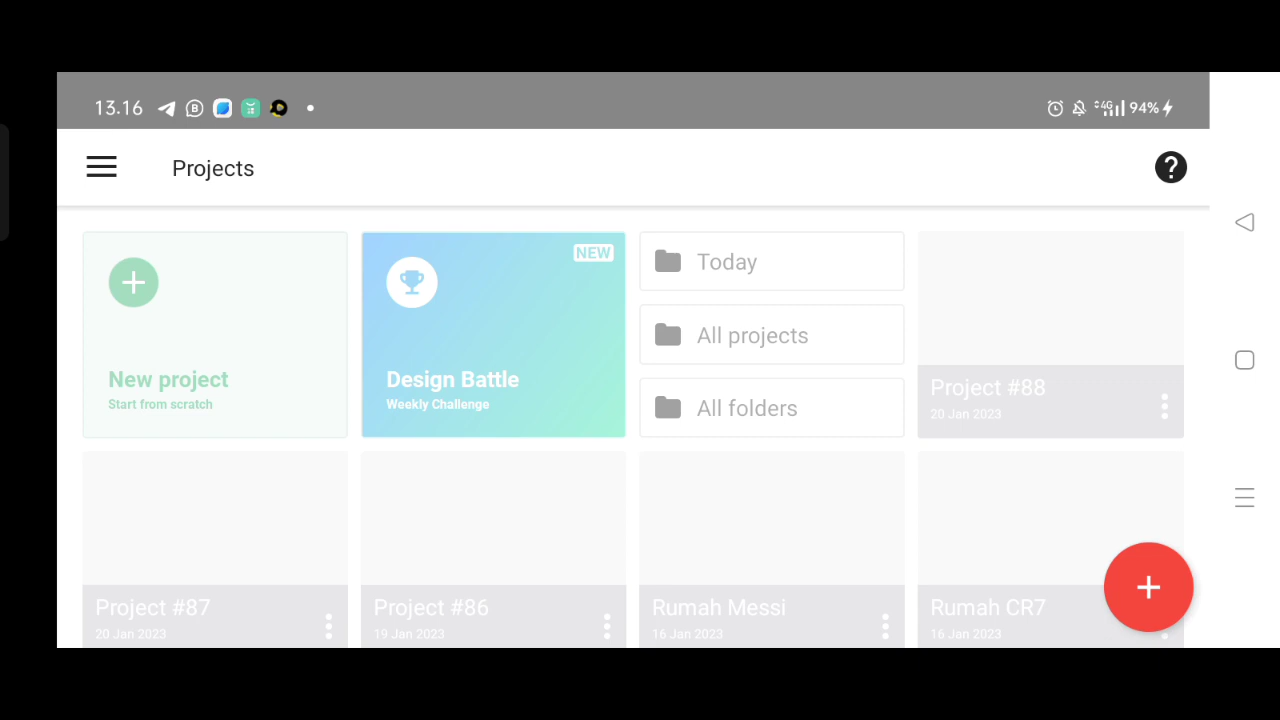 13.16
B
4G 94%
Projects
?
New project
Start from scratch
NEW
Design Battle
Weekly Challenge
Today
All projects
All folders
Project #88
20 Jan 2023
Project #87
20 Jan 2023
Project #86
19 Jan 2023
Rumah Messi
16 Jan 2023
Rumah CR7
16 Jan 2023